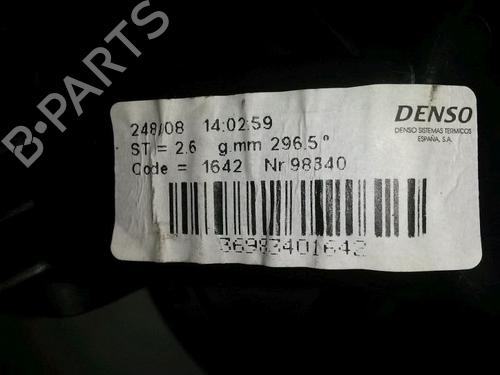 B-PARTS
248/08 14:02:59
ST = 2.6 g.mm 296.5°
Code = 1642 Nr 98340
DENSO
DENSO SISTEMAS TERMICOS
ESPAÑA, S.A.
36983401642